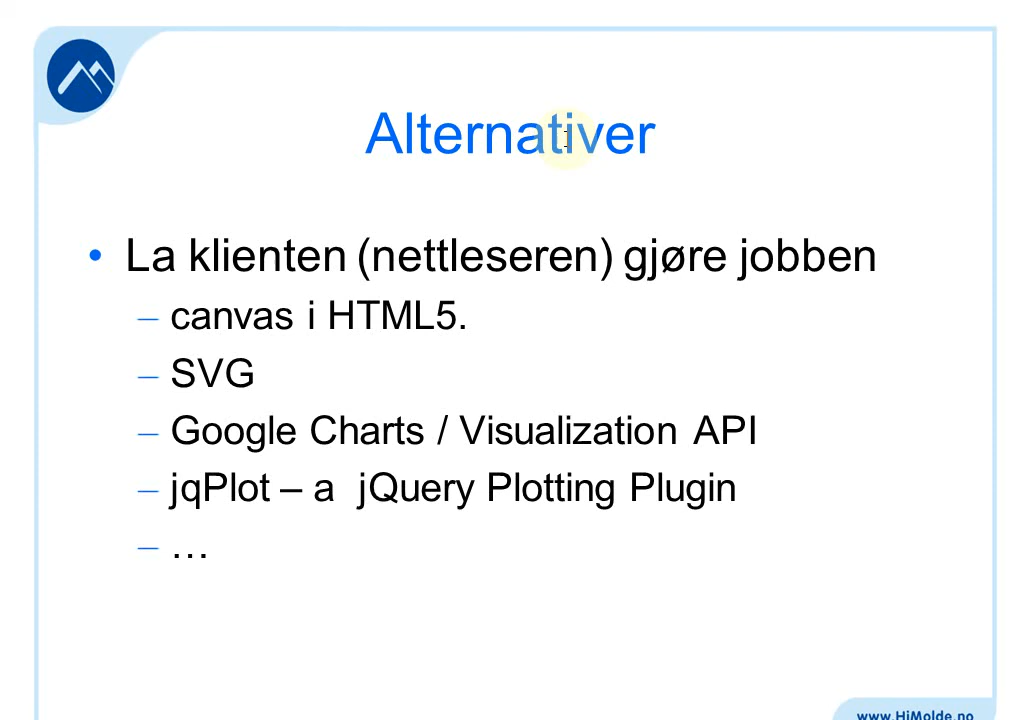 Alternativer
• La klienten (nettleseren) gjøre jobben
– canvas i HTML5.
– SVG
– Google Charts / Visualization API
– jqPlot – a jQuery Plotting Plugin
– …
www.HiMolde.no